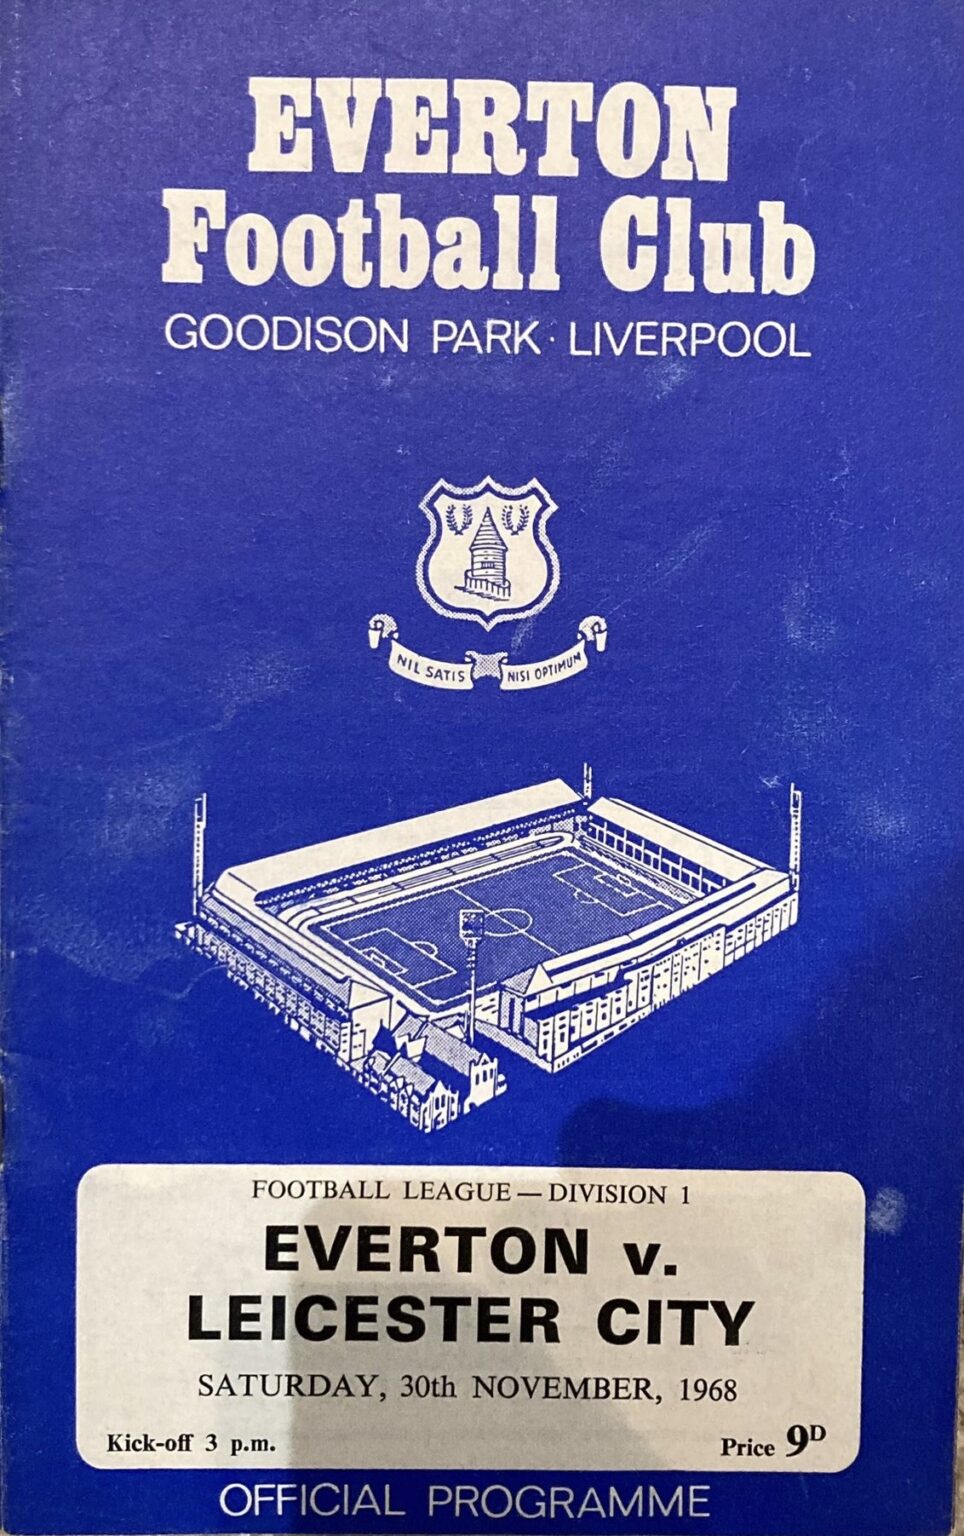 EVERTON
Football Club
GOODISON PARK · LIVERPOOL
NIL SATIS NISI OPTIMUM
FOOTBALL LEAGUE — DIVISION 1
EVERTON v.
LEICESTER CITY
SATURDAY, 30th NOVEMBER, 1968
Kick-off 3 p.m. Price 9D
OFFICIAL PROGRAMME